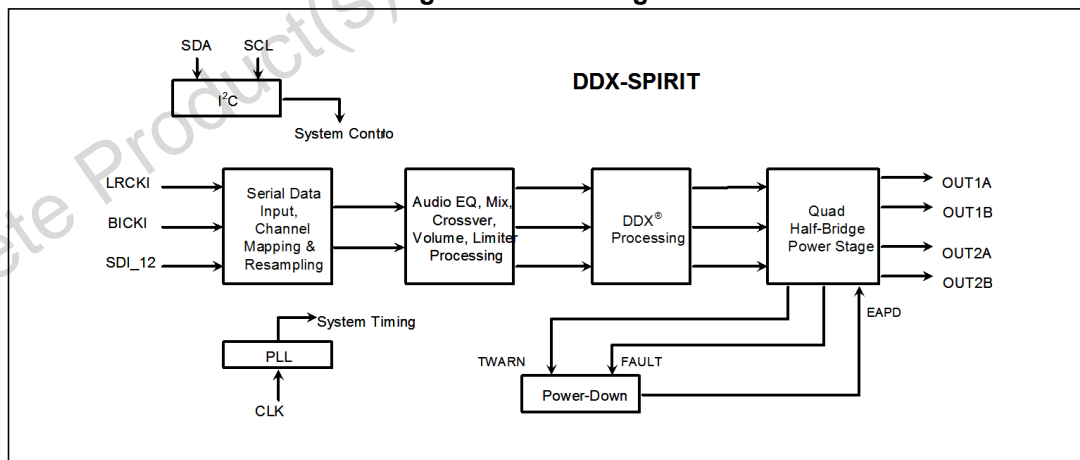 SDA SCL
DDX-SPIRIT
I²C
System Contro
LRCKI
BICKI
SDI_12
Serial Data
Input,
Channel
Mapping &
Resampling
Audio EQ, Mix,
Crossver,
Volume, Limiter
Processing
DDX®
Processing
Quad
Half-Bridge
Power Stage
OUT1A
OUT1B
OUT2A
OUT2B
EAPD
System Timing
PLL
CLK
TWARN
FAULT
Power-Down
ete Product(s)